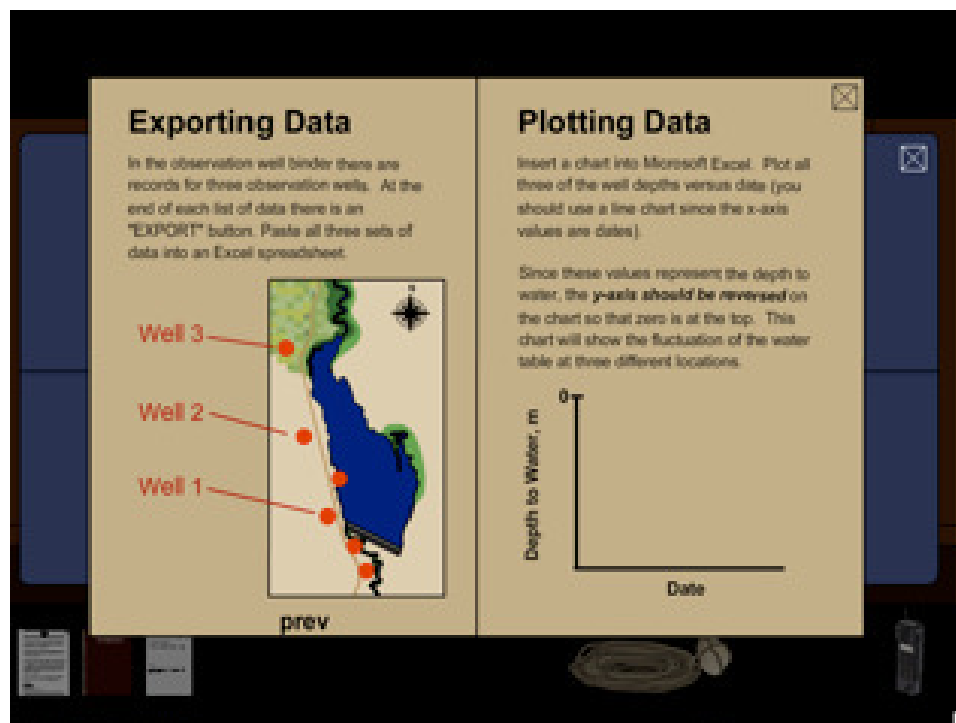 Exporting Data
In the observation well binder there are
records for three observation wells. At the
end of each list of data there is an
"EXPORT" button. Paste all three sets of
data into an Excel spreadsheet.
Well 3
Well 2
Well 1
prev
Plotting Data
Insert a chart into Microsoft Excel. Plot all
three of the well depths versus date (you
should use a line chart since the x-axis
values are dates).
Since these values represent the depth to
water, the y-axis should be reversed on
the chart so that zero is at the top. This
chart will show the fluctuation of the water
table at three different locations.
0
Depth to Water, m
Date